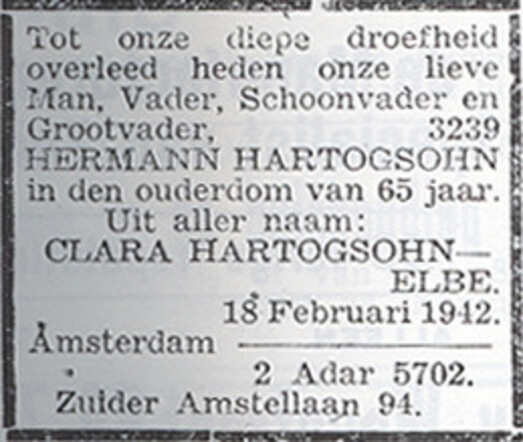 Tot onze diepe droefheid
overleed heden onze lieve
Man, Vader, Schoonvader en
Grootvader, 3239
HERMANN HARTOGSOHN
in den ouderdom van 65 jaar.
Uit aller naam:
CLARA HARTOGSOHN—
ELBE.
18 Februari 1942.
Amsterdam
2 Adar 5702.
Zuider Amstellaan 94.